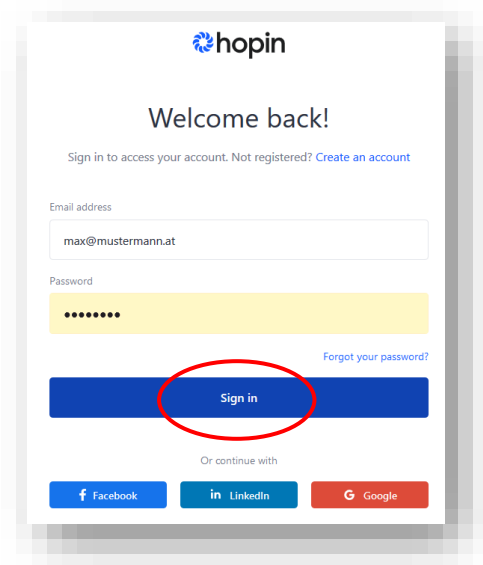 hopin
Welcome back!
Sign in to access your account. Not registered? Create an account
Email address
max@mustermann.at
Password
••••••••
Forgot your password?
Sign in
Or continue with
f Facebook in LinkedIn G Google